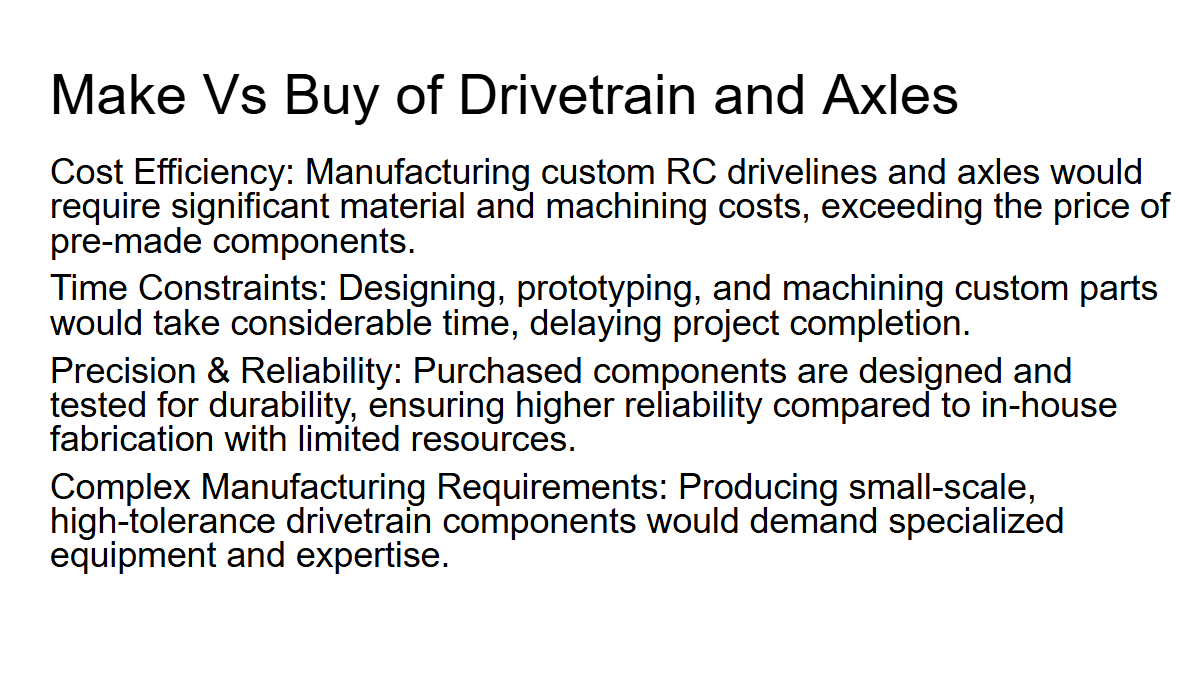 Make Vs Buy of Drivetrain and Axles
Cost Efficiency: Manufacturing custom RC drivelines and axles would
require significant material and machining costs, exceeding the price of
pre-made components.
Time Constraints: Designing, prototyping, and machining custom parts
would take considerable time, delaying project completion.
Precision & Reliability: Purchased components are designed and
tested for durability, ensuring higher reliability compared to in-house
fabrication with limited resources.
Complex Manufacturing Requirements: Producing small-scale,
high-tolerance drivetrain components would demand specialized
equipment and expertise.